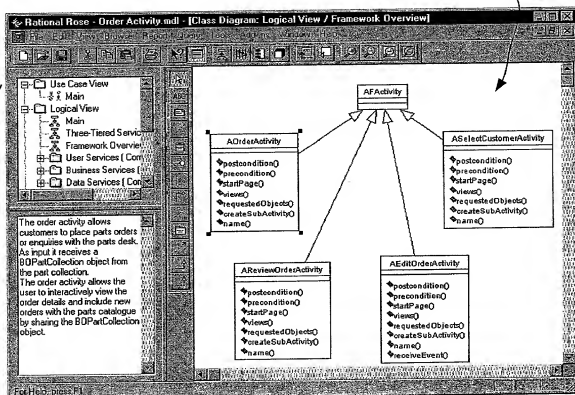 Rational Rose - Order Activity.mdl - [Class Diagram: Logical View / Framework Overview]
Use Case View
Main
Logical View
Main
Three-Tiered Servic
Framework Overvie
User Services ( Con
Business Services ( Con
Data Services ( Con
The order activity allows
customers to place parts orders
or enquiries with the parts desk.
As input it receives a
BOPartCollection object from
the part collection.
The order activity allows the
user to interactively view the
order details and include new
orders with the parts catalogue
by sharing the BOPartCollection
object.
AFActivity
AOrderActivity
postcondition()
precondition()
startPage()
views()
requestedObjects()
createSubActivity()
name()
ASelectCustomerActivity
postcondition()
precondition()
startPage()
views()
requestedObjects()
createSubActivity()
name()
AReviewOrderActivity
postcondition()
precondition()
startPage()
views()
requestedObjects()
createSubActivity()
name()
AEditOrderActivity
postcondition()
precondition()
startPage()
views()
requestedObjects()
createSubActivity()
name()
receiveEvent()
For Help, press F1